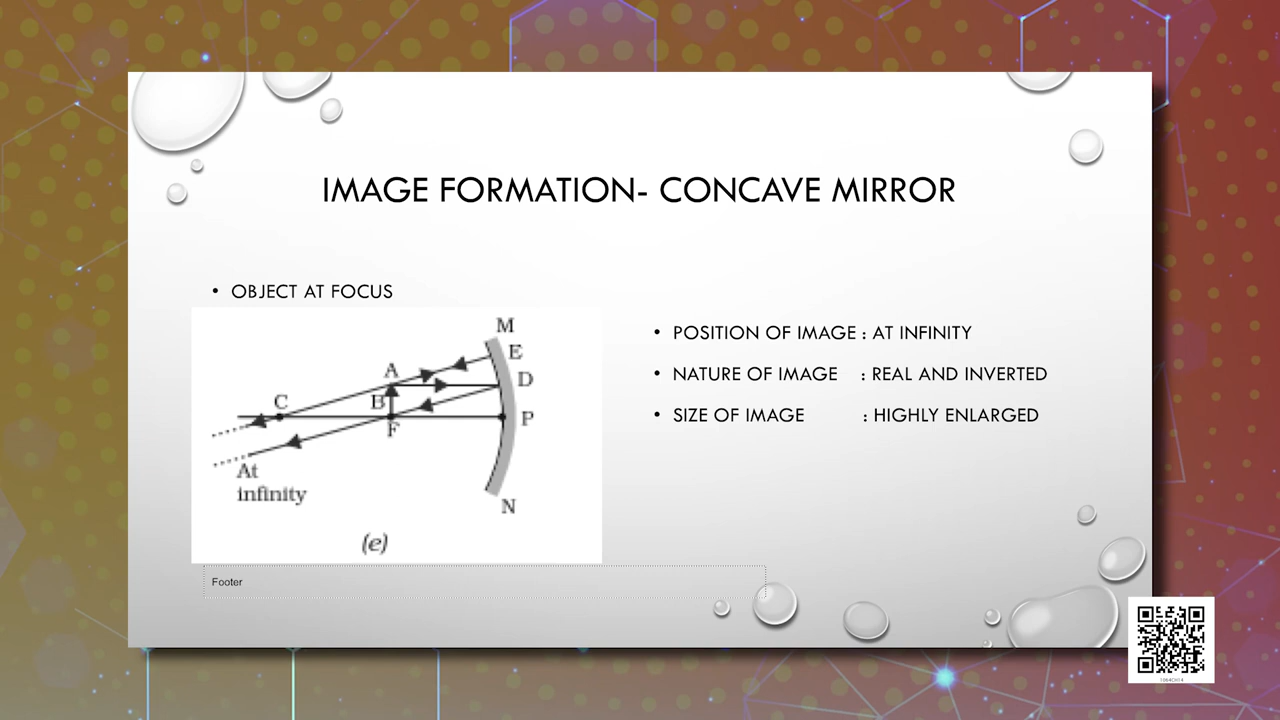 IMAGE FORMATION- CONCAVE MIRROR
• OBJECT AT FOCUS
M
E
A
D
C
B
P
F
At
infinity
N
(e)
• POSITION OF IMAGE : AT INFINITY
• NATURE OF IMAGE : REAL AND INVERTED
• SIZE OF IMAGE : HIGHLY ENLARGED
Footer